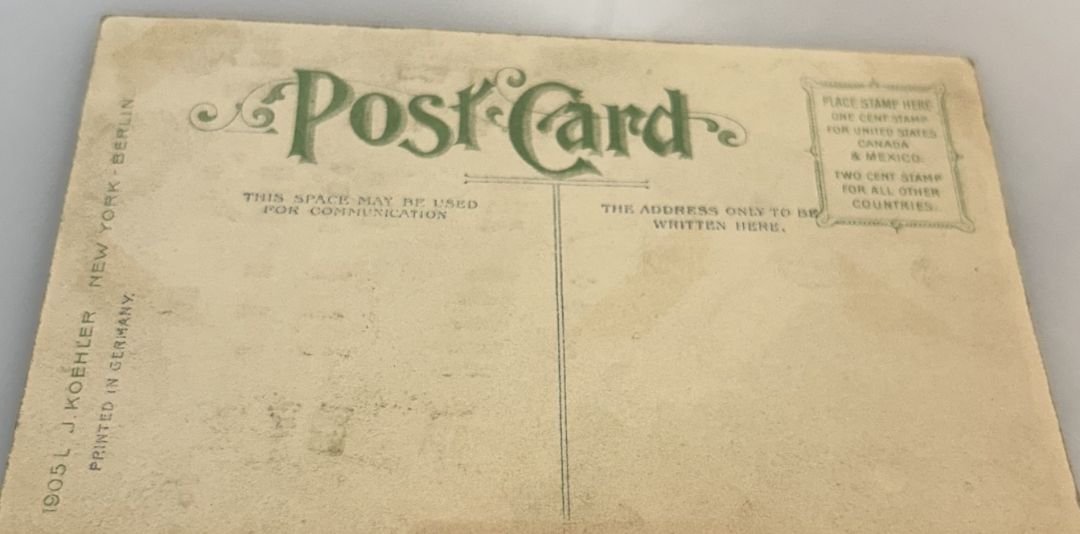 Post Card
PLACE STAMP HERE
ONE CENT STAMP
FOR UNITED STATES
CANADA
& MEXICO.
TWO CENT STAMP
FOR ALL OTHER
COUNTRIES.
THIS SPACE MAY BE USED
FOR COMMUNICATION
THE ADDRESS ONLY TO BE
WRITTEN HERE.
1905 L J. KOEHLER NEW YORK - BERLIN.
PRINTED IN GERMANY.